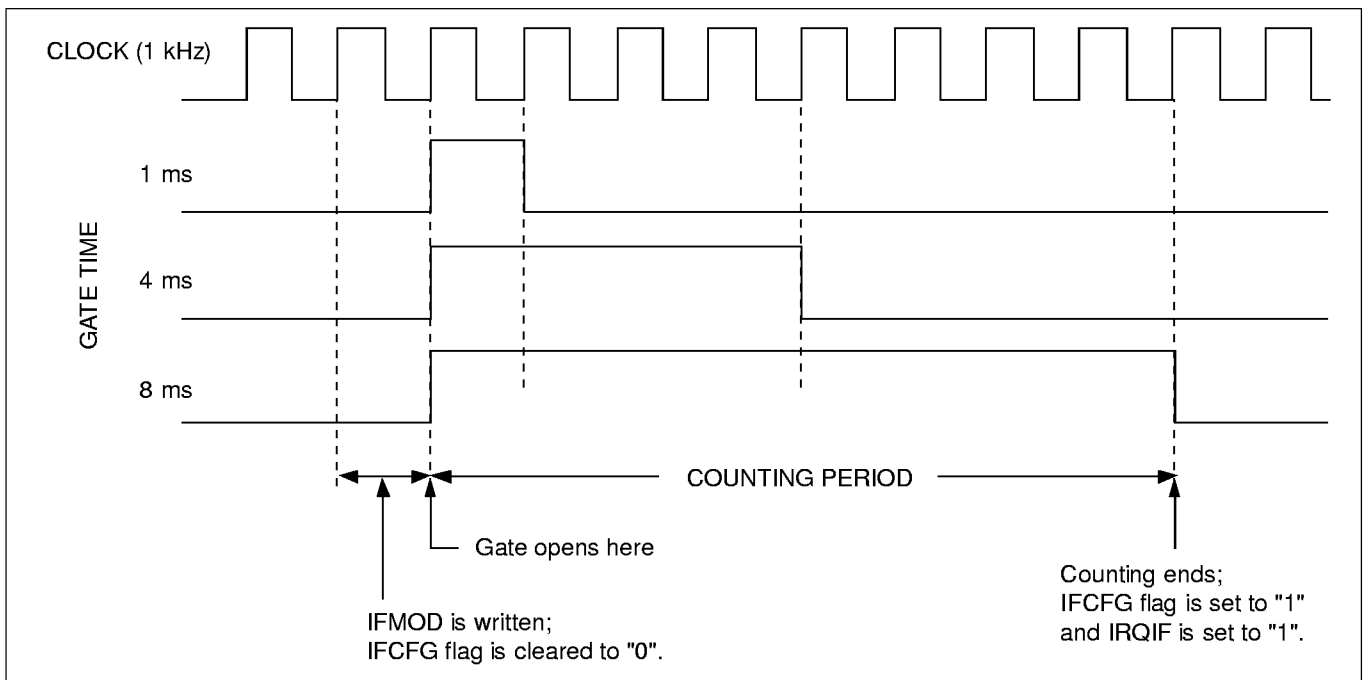 CLOCK (1 kHz)
1 ms
GATE TIME
4 ms
8 ms
COUNTING PERIOD
Gate opens here
IFMOD is written;
IFCFG flag is cleared to "0".
Counting ends;
IFCFG flag is set to "1"
and IRQIF is set to "1".